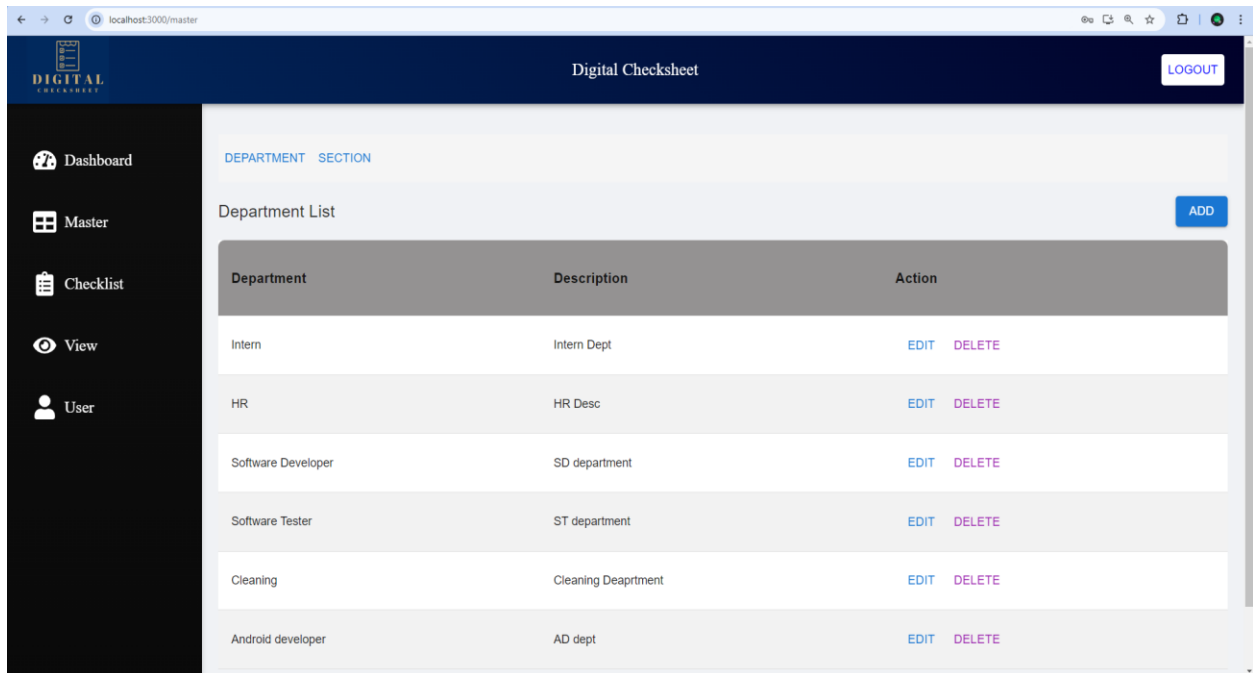 localhost:3000/master
DIGITAL
CHECKSHEET
Digital Checksheet
LOGOUT
Dashboard
Master
Checklist
View
User
DEPARTMENT SECTION
Department List
ADD
Department Description Action
Intern Intern Dept EDIT DELETE
HR HR Desc EDIT DELETE
Software Developer SD department EDIT DELETE
Software Tester ST department EDIT DELETE
Cleaning Cleaning Deaprtment EDIT DELETE
Android developer AD dept EDIT DELETE